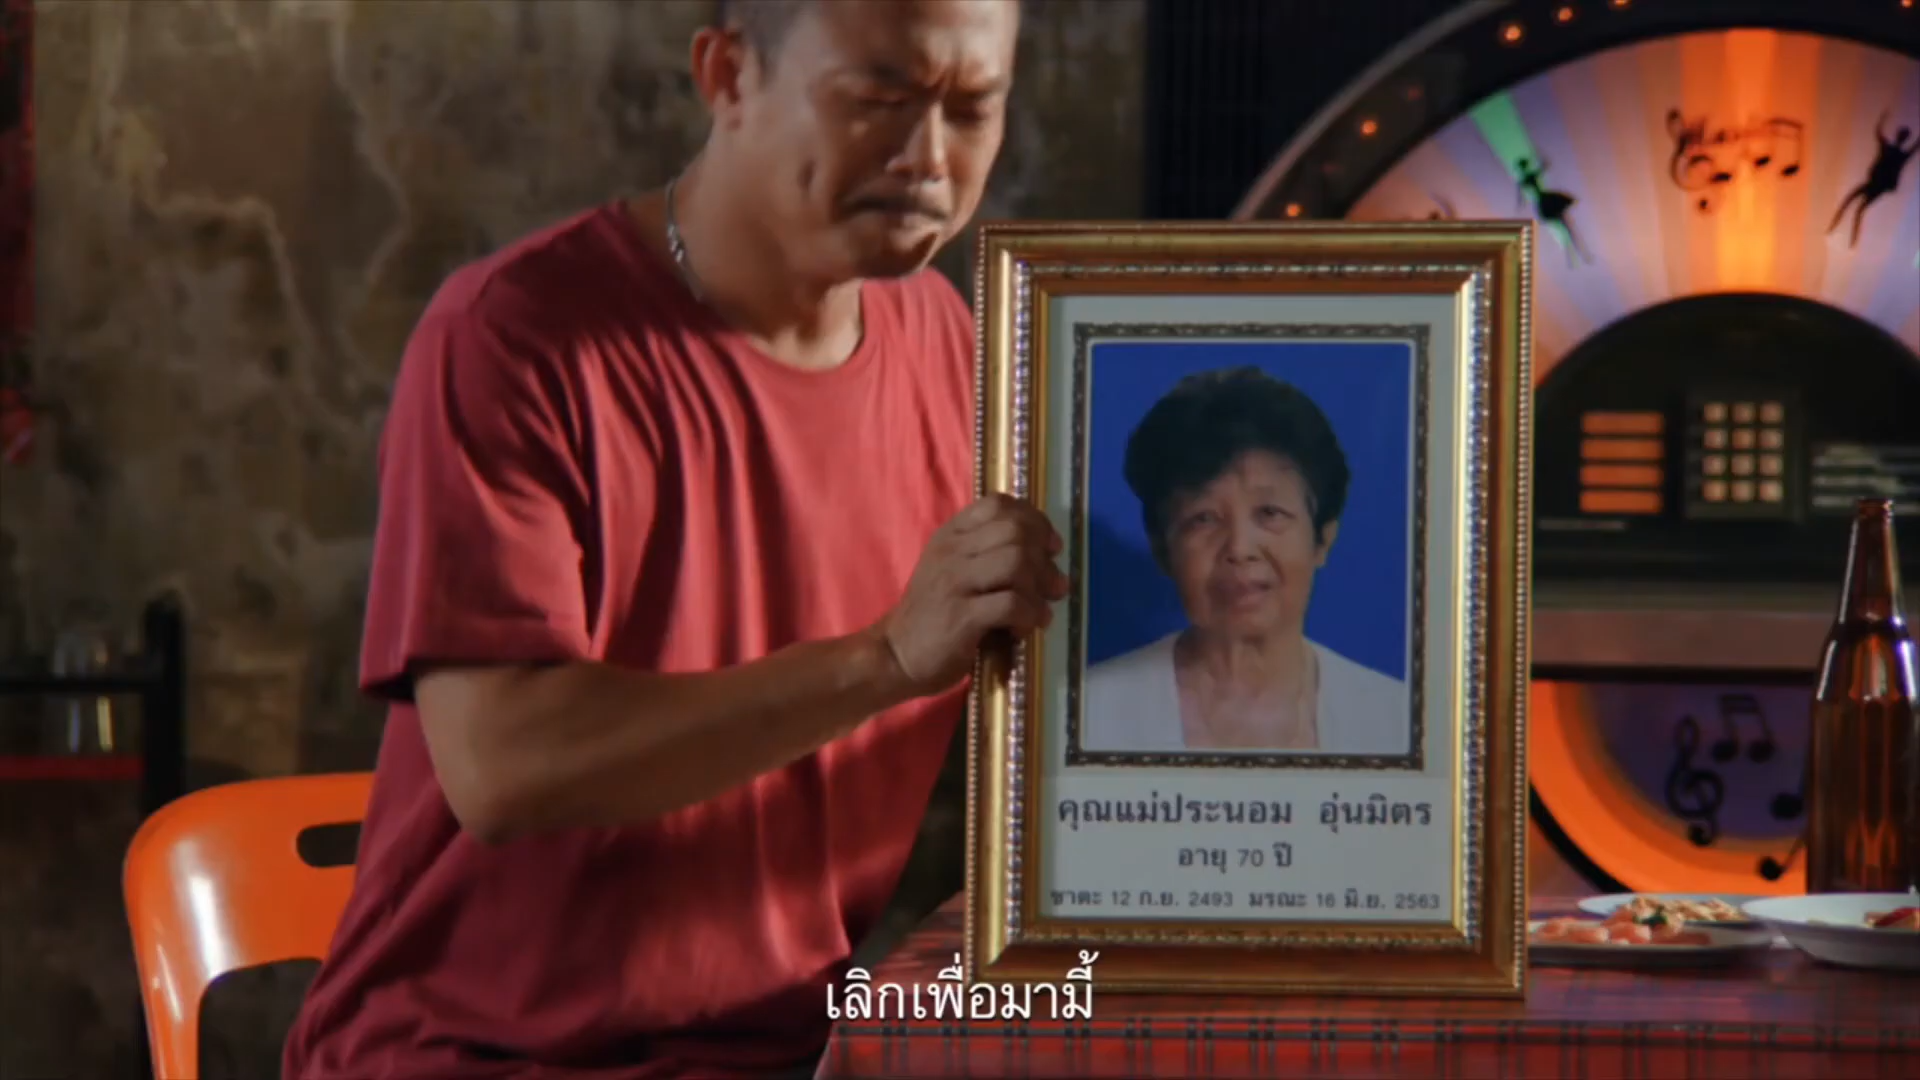 คุณแม่ประนอม อุ่นมิตร
อายุ 70 ปี
ชาตะ 12 ก.ย. 2493 มรณะ 16 มิ.ย. 2563
เลิกเพื่อมามี้